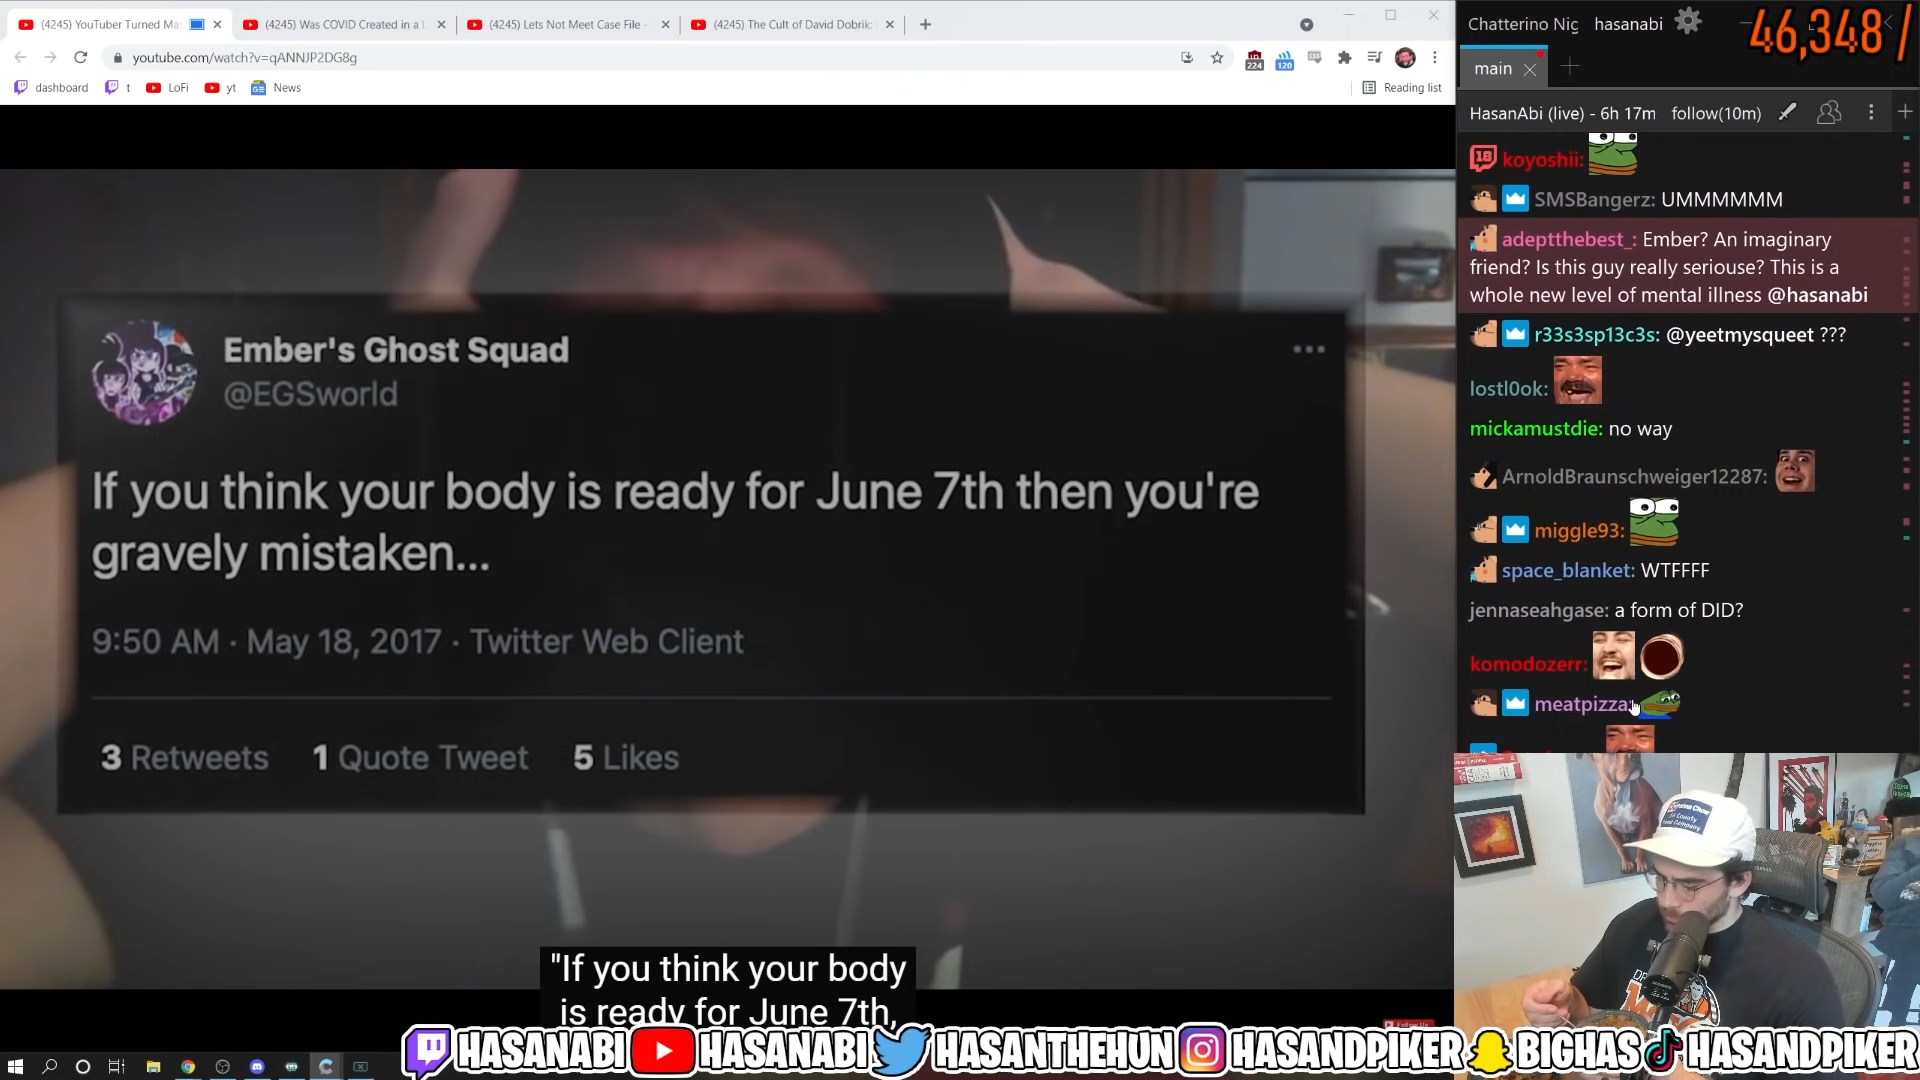 (4245) YouTuber Turned Mas
(4245) Was COVID Created in a L
(4245) Lets Not Meet Case File -
(4245) The Cult of David Dobrik:
youtube.com/watch?v=qANNJP2DG8g
224
120
dashboard
t
LoFi
yt
News
Reading list
Ember's Ghost Squad
@EGSworld
If you think your body is ready for June 7th then you're
gravely mistaken...
9:50 AM · May 18, 2017 · Twitter Web Client
3 Retweets 1 Quote Tweet 5 Likes
"If you think your body
is ready for June 7th,
Chatterino Nig hasanabi
46,348 /
main
HasanAbi (live) - 6h 17m follow(10m)
18 koyoshii:
SMSBangerz: UMMMMMM
adeptthebest_: Ember? An imaginary
friend? Is this guy really seriouse? This is a
whole new level of mental illness @hasanabi
r33s3sp13c3s: @yeetmysqueet ???
lostl0ok:
mickamustdie: no way
ArnoldBraunschweiger12287:
miggle93:
space_blanket: WTFFFF
jennaseahgase: a form of DID?
komodozerr:
meatpizza:
HASANABI HASANABI HASANTHEHUN HASANDPIKER BIGHAS HASANDPIKER